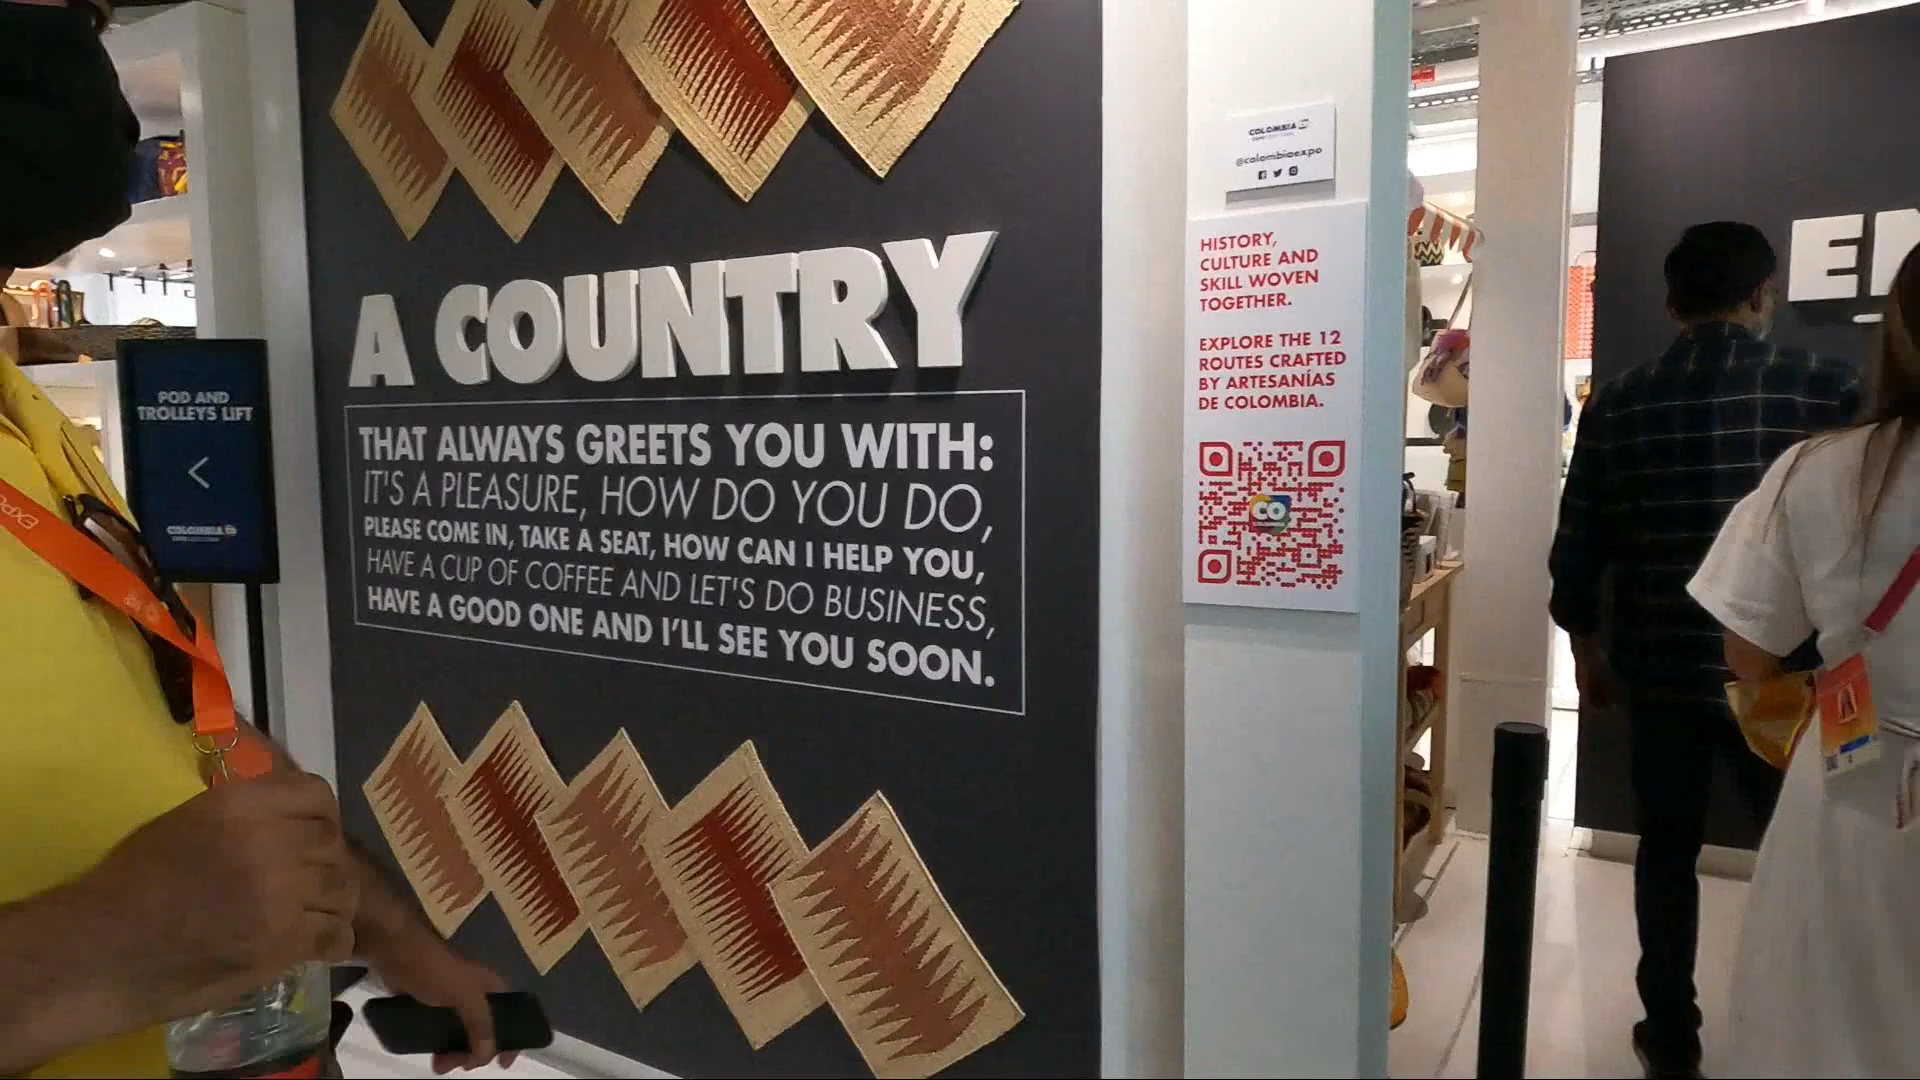 A COUNTRY
THAT ALWAYS GREETS YOU WITH:
IT'S A PLEASURE, HOW DO YOU DO,
PLEASE COME IN, TAKE A SEAT, HOW CAN I HELP YOU,
HAVE A CUP OF COFFEE AND LET'S DO BUSINESS,
HAVE A GOOD ONE AND I'LL SEE YOU SOON.
POD AND
TROLLEYS LIFT
<
COLOMBIA
EXPO
COLOMBIA CO
@colombiaexpo
HISTORY,
CULTURE AND
SKILL WOVEN
TOGETHER.
EXPLORE THE 12
ROUTES CRAFTED
BY ARTESANÍAS
DE COLOMBIA.
CO